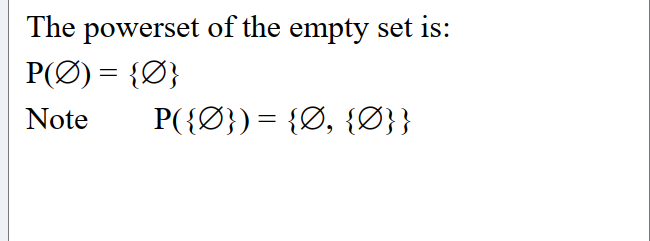 The powerset of the empty set is:
P(∅) = {∅}
Note P({∅}) = {∅, {∅}}